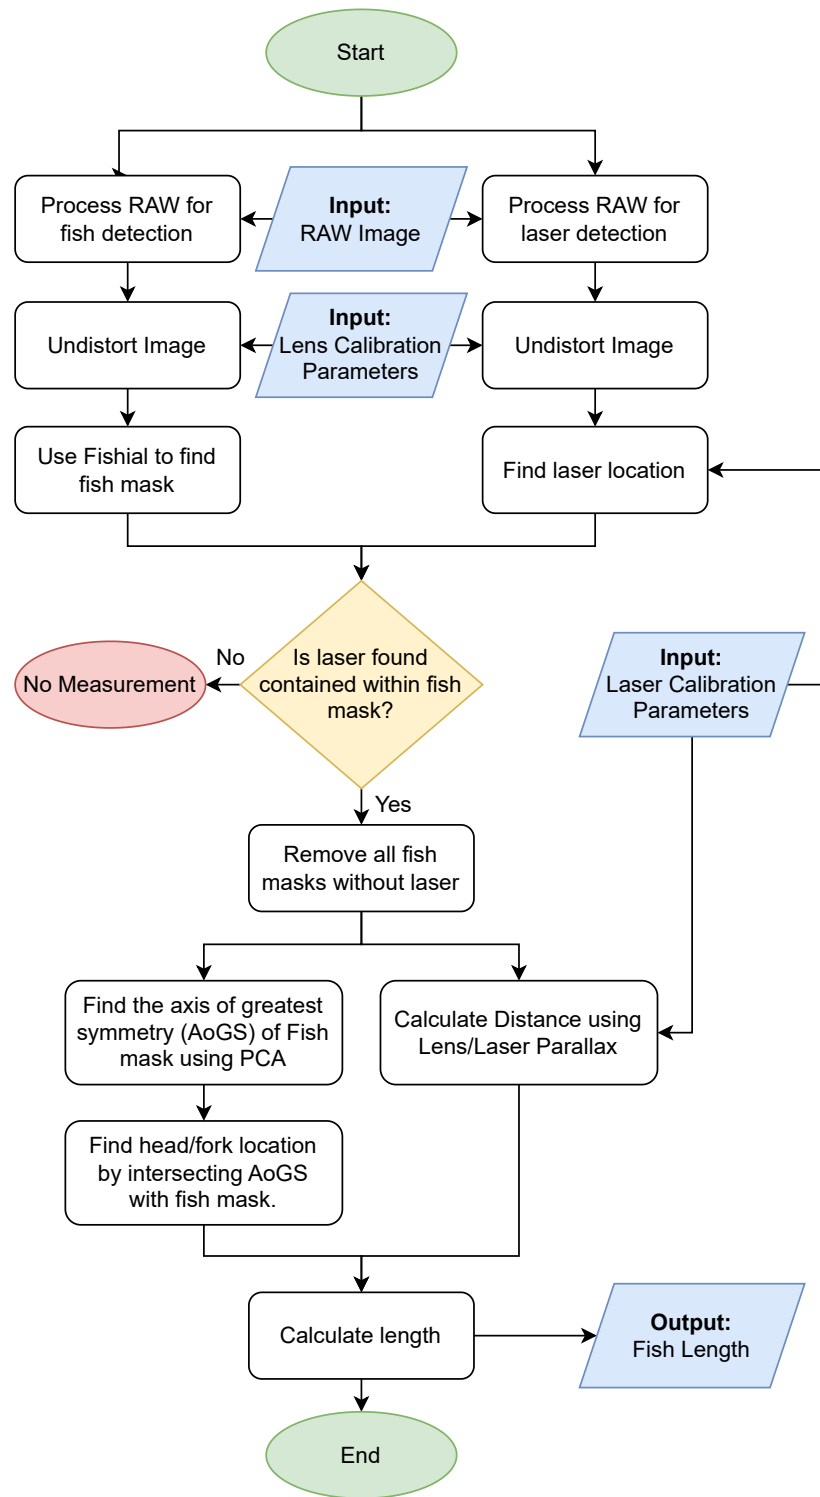 Start
Process RAW for
fish detection
Input:
RAW Image
Process RAW for
laser detection
Undistort Image
Input:
Lens Calibration
Parameters
Undistort Image
Use Fishial to find
fish mask
Find laser location
Is laser found
contained within fish
mask?
No
No Measurement
Input:
Laser Calibration
Parameters
Yes
Remove all fish
masks without laser
Find the axis of greatest
symmetry (AoGS) of Fish
mask using PCA
Calculate Distance using
Lens/Laser Parallax
Find head/fork location
by intersecting AoGS
with fish mask.
Calculate length
Output:
Fish Length
End